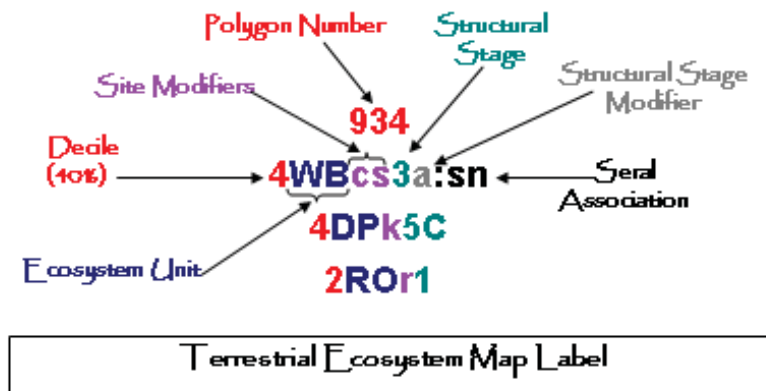 Polygon Number
Structural
Stage
Site Modifiers
Structural Stage
Modifier
934
Decile
(40%)
4WBcs3a:sn
Seral
Association
4DPk5C
Ecosystem Unit
2ROr1
Terrestrial Ecosystem Map Label